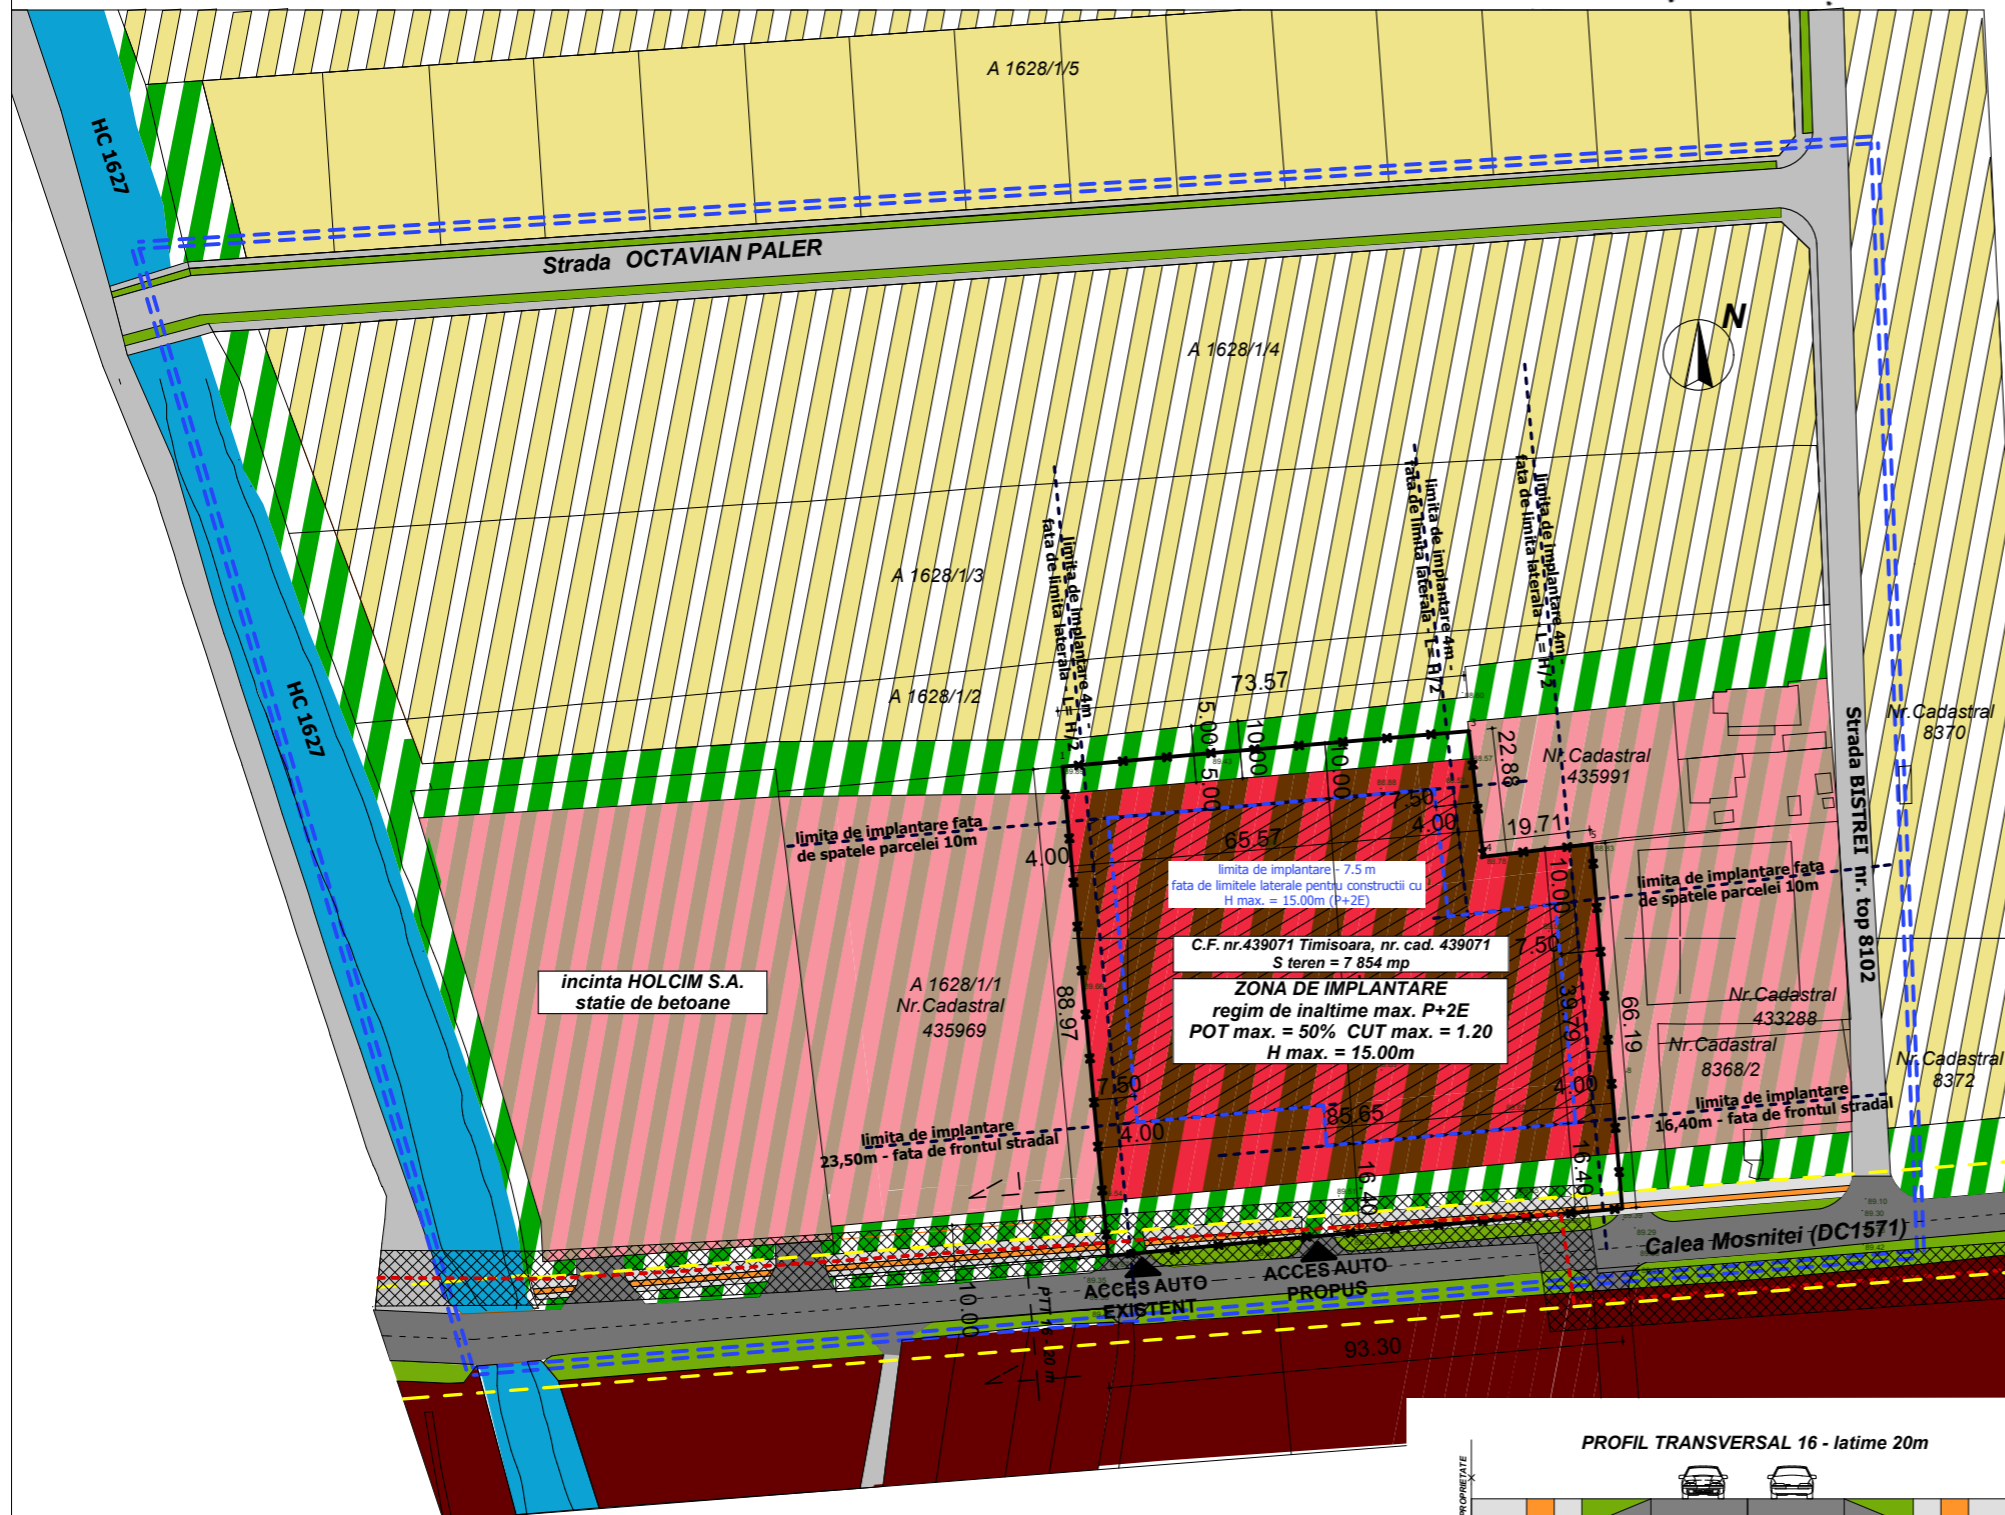 A 1628/1/5
HC 1627
Strada OCTAVIAN PALER
N
A 1628/1/4
limita de implantare 4m -
fata de limita laterala - L= H/2
limita de implantare 4m -
fata de limita laterala - L= H/2
limita de implantare 4m -
fata de limita laterala - L= H/2
A 1628/1/3
A 1628/1/2
HC 1627
73.57
5.00
10.00
5.00
10.00
22.88
7.50
4.00
19.71
65.57
4.00
Nr.Cadastral
435991
Strada BISTREI nr. top 8102
Nr.Cadastral
8370
limita de implantare fata
de spatele parcelei 10m
limita de implantare - 7.5 m
fata de limitele laterale pentru constructii cu
H max. = 15.00m (P+2E)
10.00
limita de implantare fata
de spatele parcelei 10m
C.F. nr.439071 Timisoara, nr. cad. 439071
S teren = 7 854 mp
7.50
ZONA DE IMPLANTARE
regim de inaltime max. P+2E
POT max. = 50% CUT max. = 1.20
H max. = 15.00m
incinta HOLCIM S.A.
statie de betoane
A 1628/1/1
Nr.Cadastral
435969
88.97
39.79
66.19
Nr.Cadastral
433288
Nr.Cadastral
8368/2
Nr.Cadastral
8372
7.50
4.00
85.65
4.00
limita de implantare
23,50m - fata de frontul stradal
limita de implantare
16,40m - fata de frontul stradal
16.40
16.40
Calea Mosnitei (DC1571)
ACCES AUTO
EXISTENT
ACCES AUTO
PROPUS
10.00
PTT 16 - 20 m
93.30
PROFIL TRANSVERSAL 16 - latime 20m
PROPRIETATE